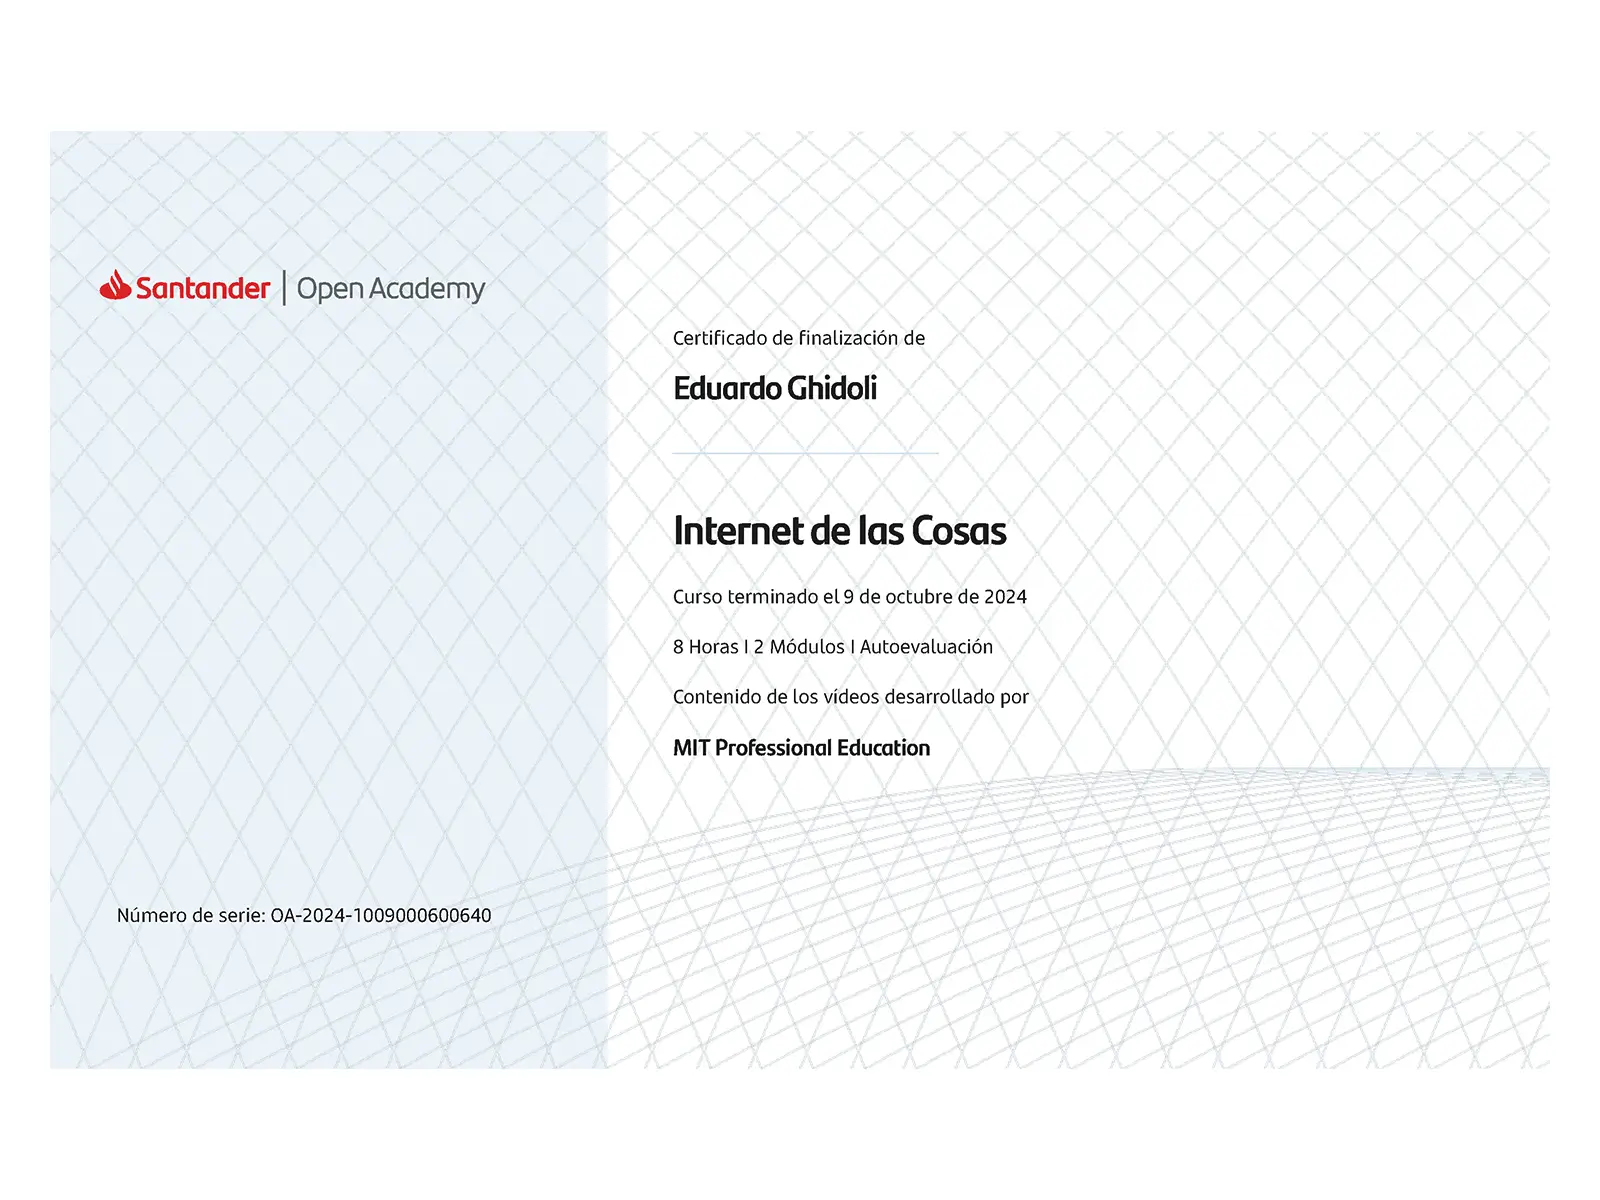 Santander | Open Academy
Certificado de finalización de
Eduardo Ghidoli
Internet de las Cosas
Curso terminado el 9 de octubre de 2024
8 Horas I 2 Módulos I Autoevaluación
Contenido de los vídeos desarrollado por
MIT Professional Education
Número de serie: OA-2024-1009000600640